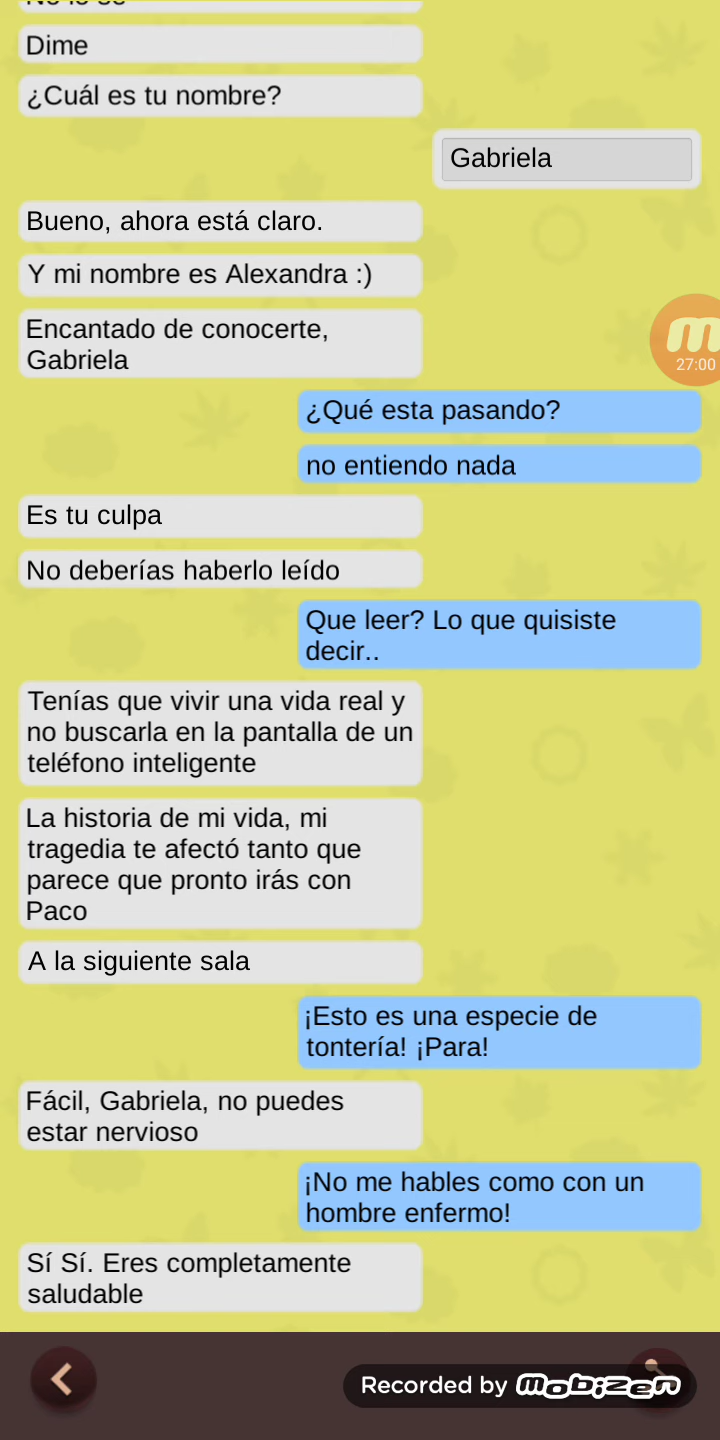 Dime
¿Cuál es tu nombre?
Gabriela
Bueno, ahora está claro.
Y mi nombre es Alexandra :)
Encantado de conocerte,
Gabriela
27:00
¿Qué esta pasando?
no entiendo nada
Es tu culpa
No deberías haberlo leído
Que leer? Lo que quisiste
decir..
Tenías que vivir una vida real y
no buscarla en la pantalla de un
teléfono inteligente
La historia de mi vida, mi
tragedia te afectó tanto que
parece que pronto irás con
Paco
A la siguiente sala
¡Esto es una especie de
tontería! ¡Para!
Fácil, Gabriela, no puedes
estar nervioso
¡No me hables como con un
hombre enfermo!
Sí Sí. Eres completamente
saludable
Recorded by mobizen